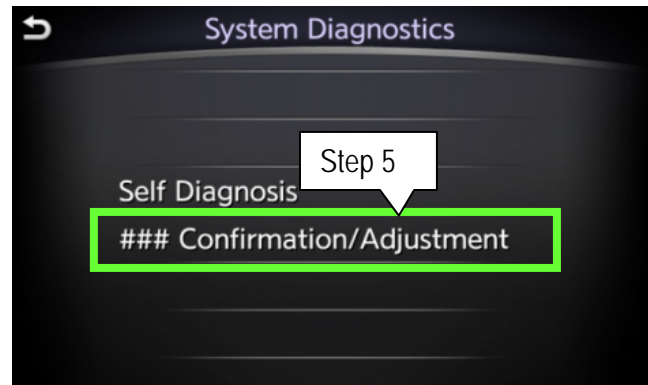 System Diagnostics
Step 5
Self Diagnosis
### Confirmation/Adjustment